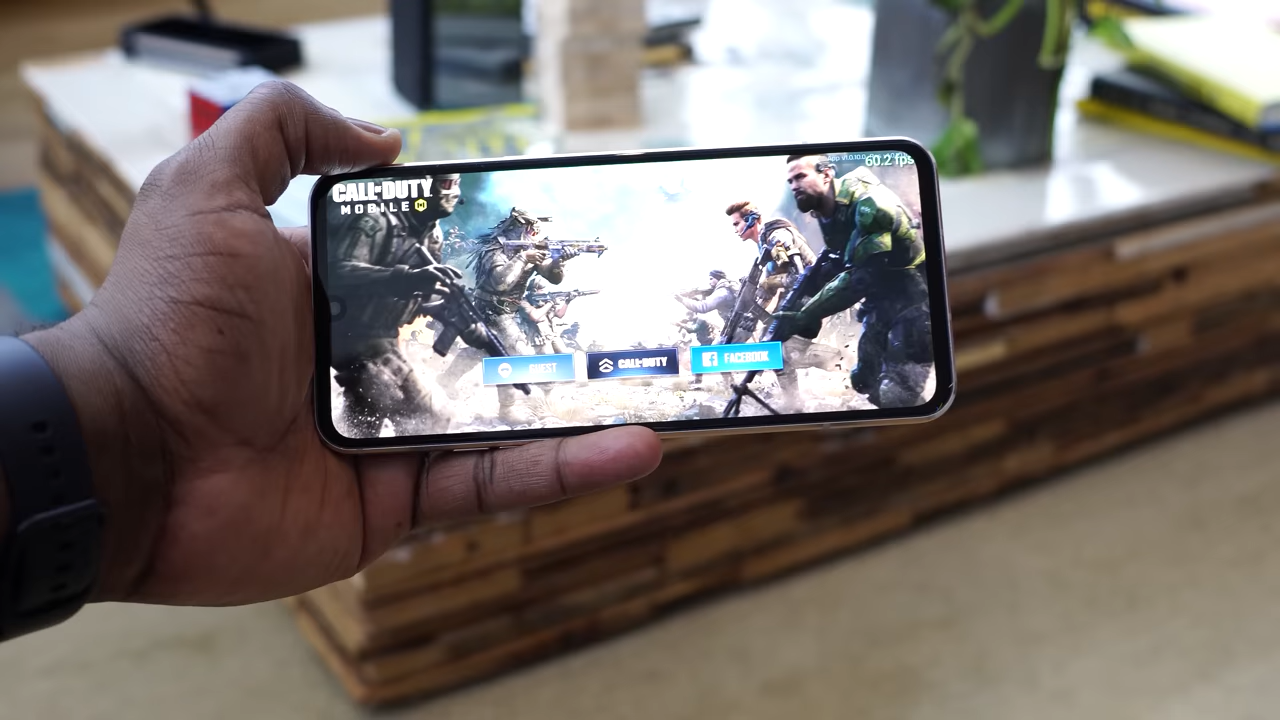 CALL OF DUTY
MOBILE
60.2 fps
GUEST
CALL OF DUTY
FACEBOOK